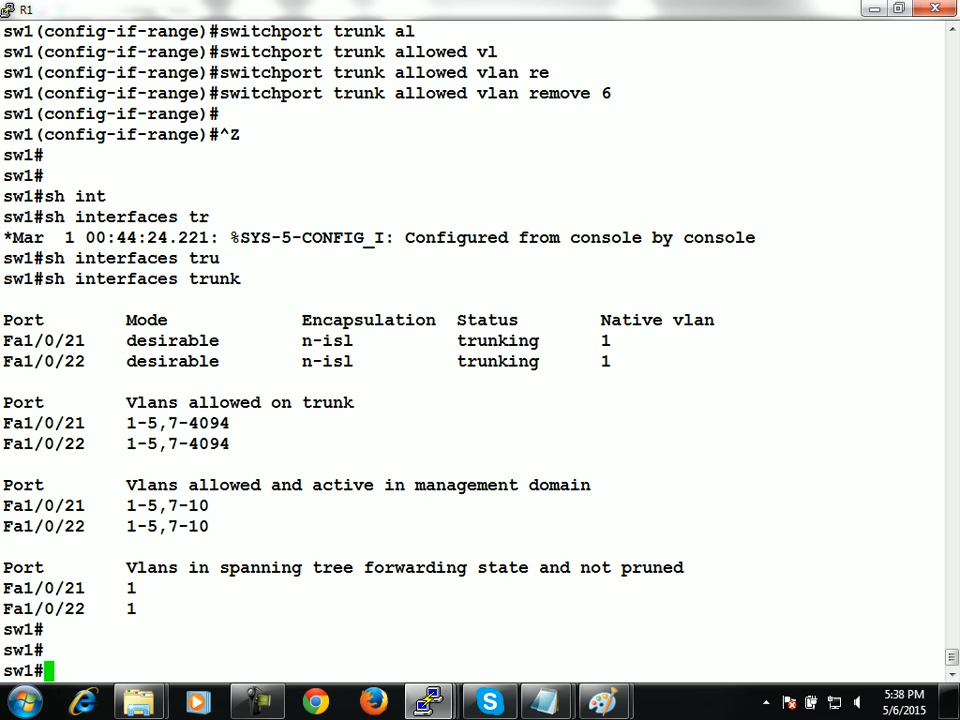 R1
sw1(config-if-range)#switchport trunk al
sw1(config-if-range)#switchport trunk allowed vl
sw1(config-if-range)#switchport trunk allowed vlan re
sw1(config-if-range)#switchport trunk allowed vlan remove 6
sw1(config-if-range)#
sw1(config-if-range)#^Z
sw1#
sw1#
sw1#sh int
sw1#sh interfaces tr
*Mar  1 00:44:24.221: %SYS-5-CONFIG_I: Configured from console by console
sw1#sh interfaces tru
sw1#sh interfaces trunk
Port        Mode             Encapsulation  Status        Native vlan
Fa1/0/21    desirable        n-isl          trunking      1
Fa1/0/22    desirable        n-isl          trunking      1
Port        Vlans allowed on trunk
Fa1/0/21    1-5,7-4094
Fa1/0/22    1-5,7-4094
Port        Vlans allowed and active in management domain
Fa1/0/21    1-5,7-10
Fa1/0/22    1-5,7-10
Port        Vlans in spanning tree forwarding state and not pruned
Fa1/0/21    1
Fa1/0/22    1
sw1#
sw1#
sw1#
5:38 PM
5/6/2015